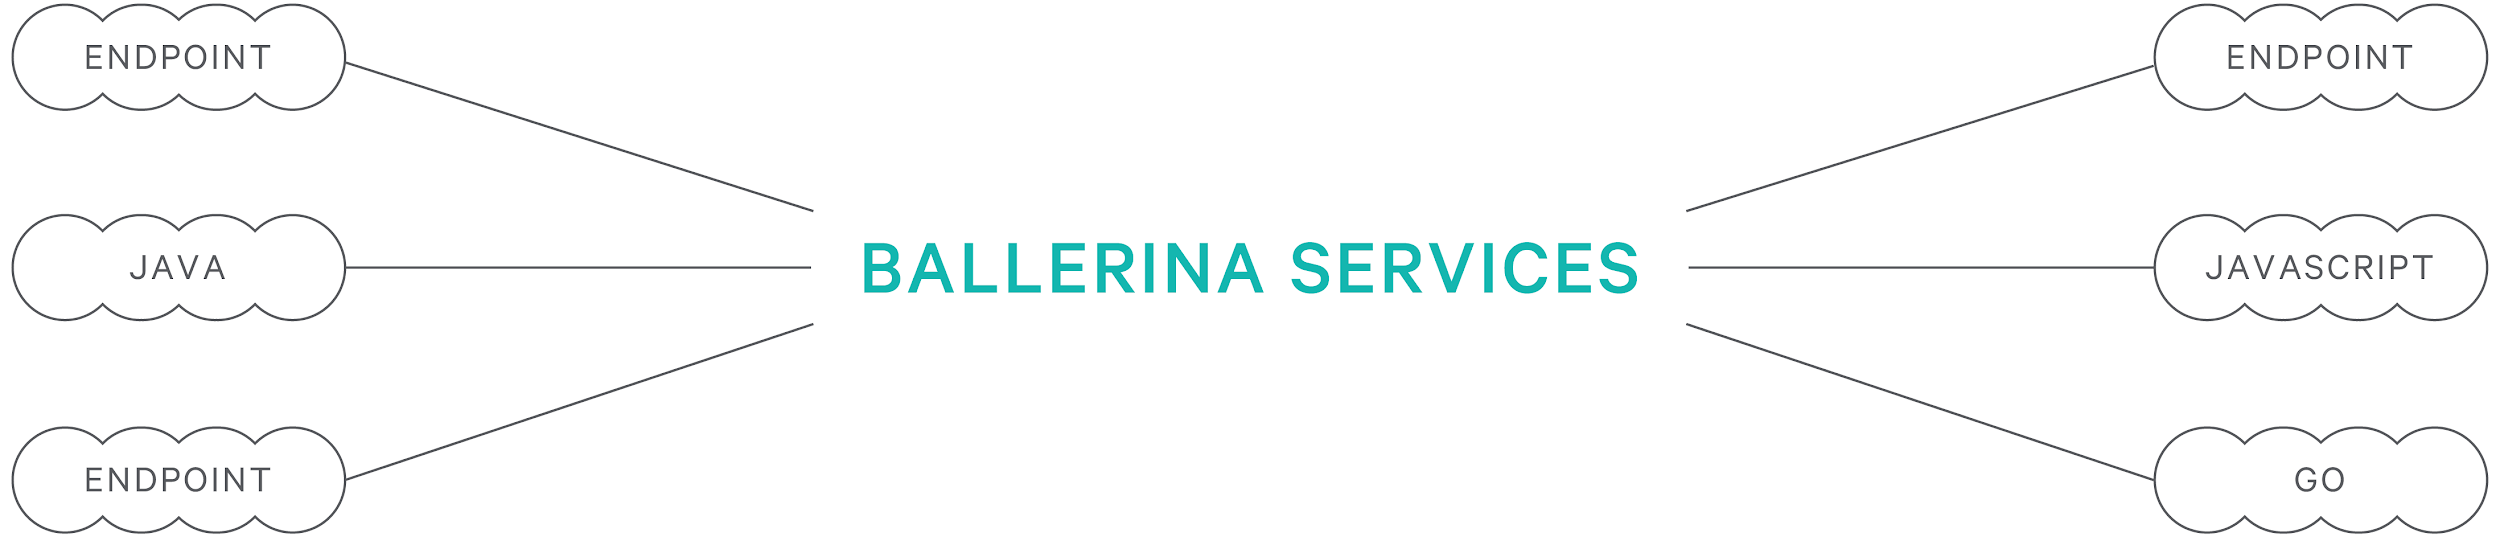 ENDPOINT
ENDPOINT
JAVA
BALLERINA SERVICES
JAVASCRIPT
ENDPOINT
GO